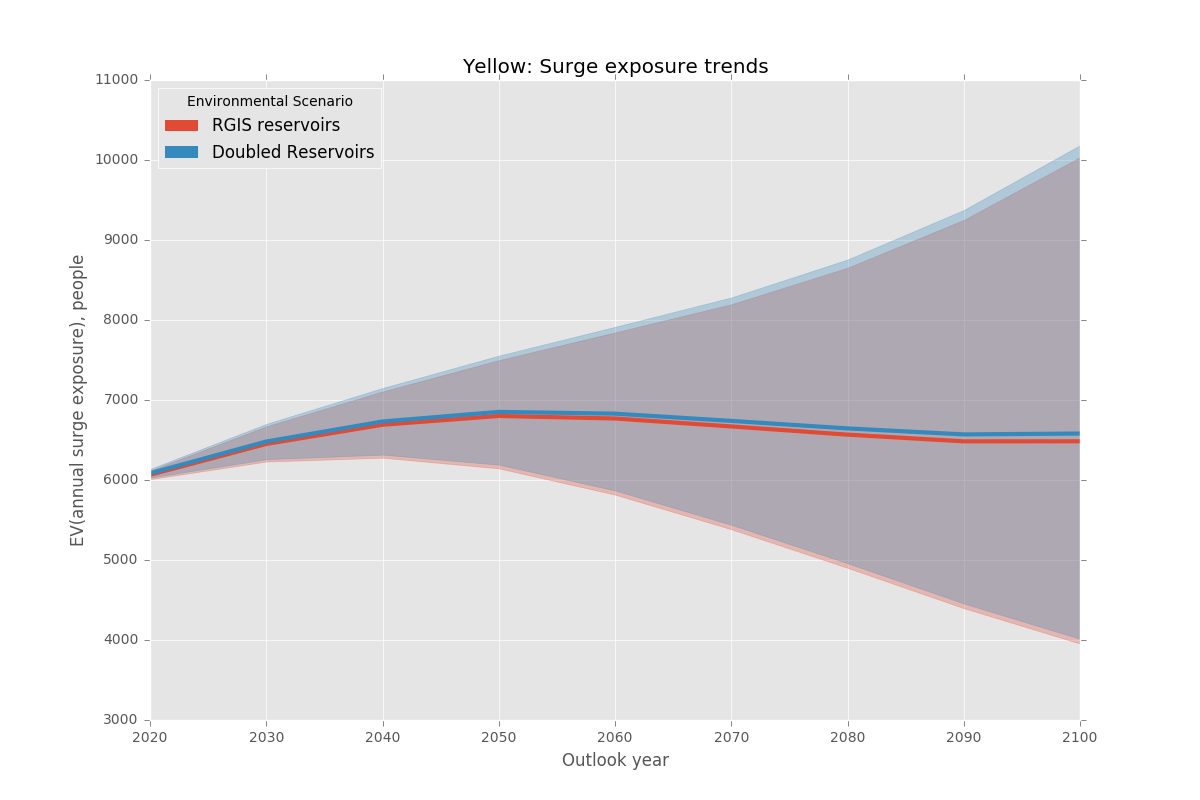 Yellow: Surge exposure trends
11000
10000
9000
8000
7000
6000
5000
4000
3000
EV(annual surge exposure), people
Environmental Scenario
RGIS reservoirs
Doubled Reservoirs
2020 2030 2040 2050 2060 2070 2080 2090 2100
Outlook year